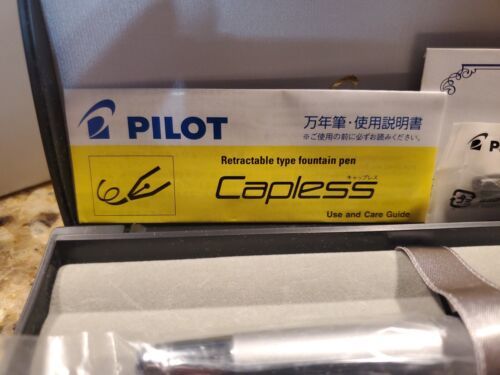 PILOT
万年筆・使用説明書
※ご使用の前に必ずお読みください。
Retractable type fountain pen
キャップレス
Capless
Use and Care Guide